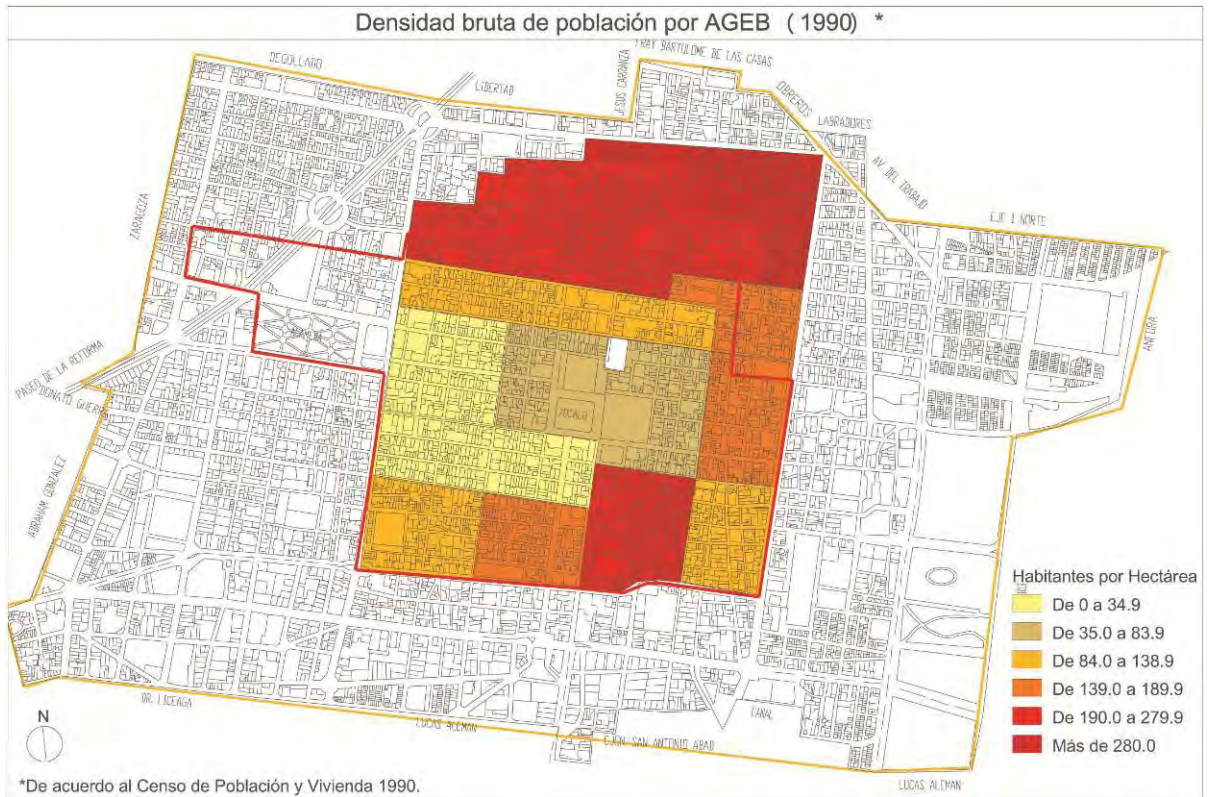 Densidad bruta de población por AGEB ( 1990) *
FRAY BARTOLOME DE LAS CASAS
DEGOLLADO
LIBERTAD
JESUS CARRANZA
OBREROS
LABRADORES
AV. DEL TRABAJO
EJE 1 NORTE
ZARAGOZA
PASEO DE LA REFORMA
DONATO GUERRA
ZOCALO
ABRAHAM GONZALEZ
Habitantes por Hectárea
De 0 a 34.9
De 35.0 a 83.9
De 84.0 a 138.9
De 139.0 a 189.9
De 190.0 a 279.9
Más de 280.0
N
DR. LICEAGA
LUCAS ALEMAN
CANAL
SAN ANTONIO ABAD
LUCAS ALEMAN
*De acuerdo al Censo de Población y Vivienda 1990.